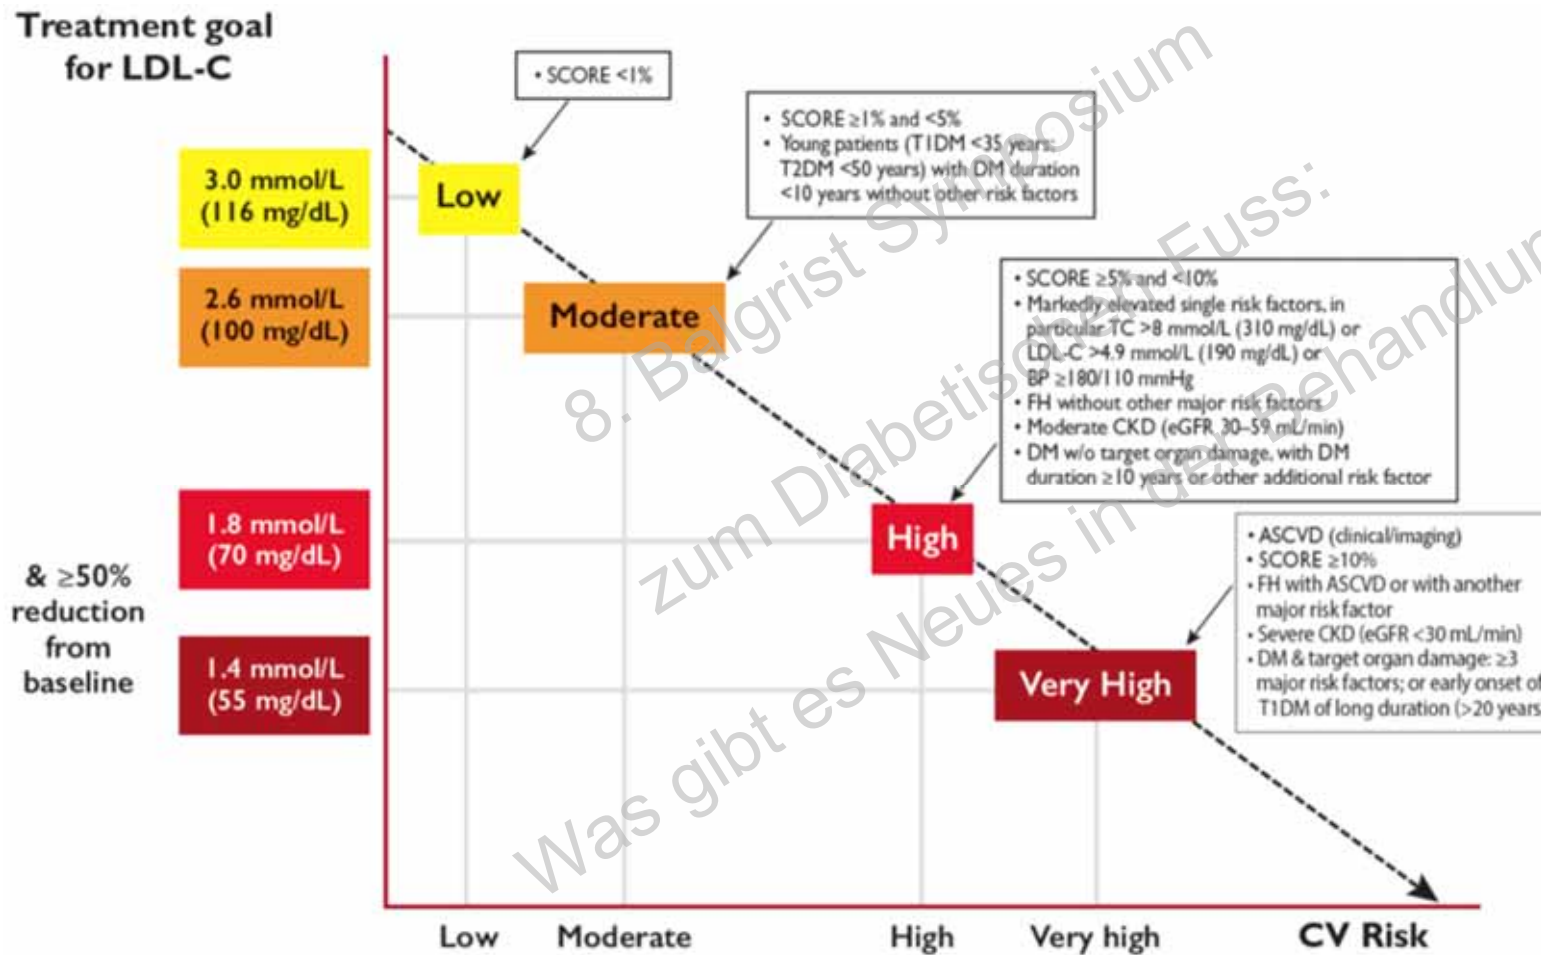 Treatment goal
for LDL-C
• SCORE <1%
• SCORE ≥1% and <5%
• Young patients (T1DM <35 years;
T2DM <50 years) with DM duration
<10 years without other risk factors
3.0 mmol/L
(116 mg/dL)
Low
2.6 mmol/L
(100 mg/dL)
Moderate
• SCORE ≥5% and <10%
• Markedly elevated single risk factors, in
particular TC >8 mmol/L (310 mg/dL) or
LDL-C >4.9 mmol/L (190 mg/dL) or
BP ≥180/110 mmHg
• FH without other major risk factors
• Moderate CKD (eGFR 30–59 mL/min)
• DM w/o target organ damage, with DM
duration ≥10 years or other additional risk factor
1.8 mmol/L
(70 mg/dL)
High
& ≥50%
reduction
from
baseline
1.4 mmol/L
(55 mg/dL)
Very High
• ASCVD (clinical/imaging)
• SCORE ≥10%
• FH with ASCVD or with another
major risk factor
• Severe CKD (eGFR <30 mL/min)
• DM & target organ damage: ≥3
major risk factors; or early onset of
T1DM of long duration (>20 years
Low
Moderate
High
Very high
CV Risk
8. Balgrist Symposium
zum Diabetischen Fuss:
Was gibt es Neues in der Behandlun